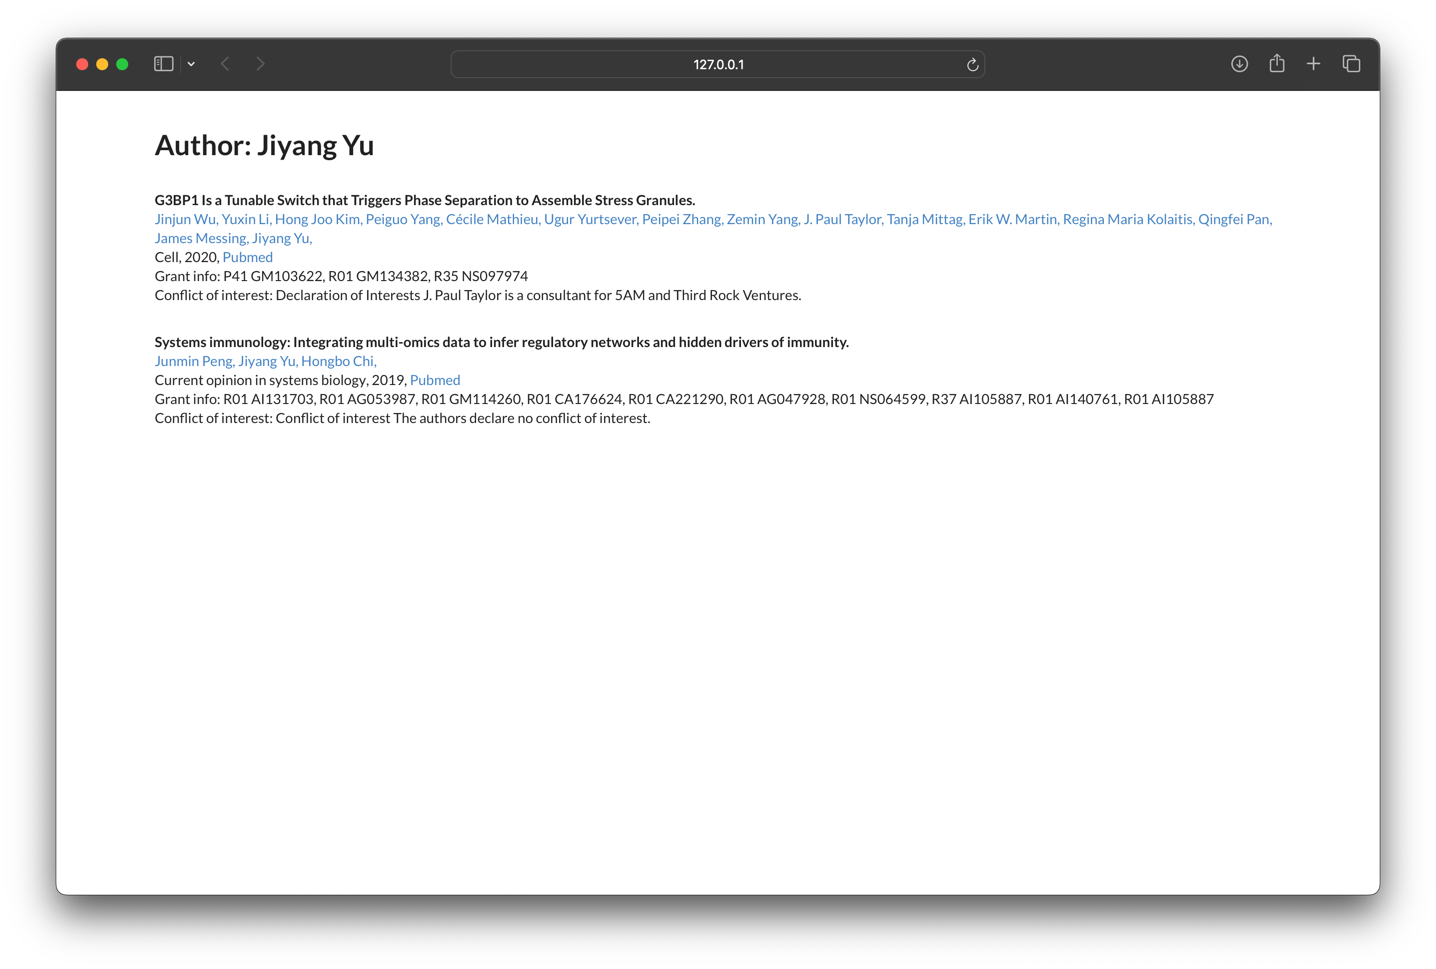 127.0.0.1
Author: Jiyang Yu
G3BP1 Is a Tunable Switch that Triggers Phase Separation to Assemble Stress Granules.
Jinjun Wu, Yuxin Li, Hong Joo Kim, Peiguo Yang, Cécile Mathieu, Ugur Yurtsever, Peipei Zhang, Zemin Yang, J. Paul Taylor, Tanja Mittag, Erik W. Martin, Regina Maria Kolaitis, Qingfei Pan,
James Messing, Jiyang Yu,
Cell, 2020, Pubmed
Grant info: P41 GM103622, R01 GM134382, R35 NS097974
Conflict of interest: Declaration of Interests J. Paul Taylor is a consultant for 5AM and Third Rock Ventures.
Systems immunology: Integrating multi-omics data to infer regulatory networks and hidden drivers of immunity.
Junmin Peng, Jiyang Yu, Hongbo Chi,
Current opinion in systems biology, 2019, Pubmed
Grant info: R01 AI131703, R01 AG053987, R01 GM114260, R01 CA176624, R01 CA221290, R01 AG047928, R01 NS064599, R37 AI105887, R01 AI140761, R01 AI105887
Conflict of interest: Conflict of interest The authors declare no conflict of interest.